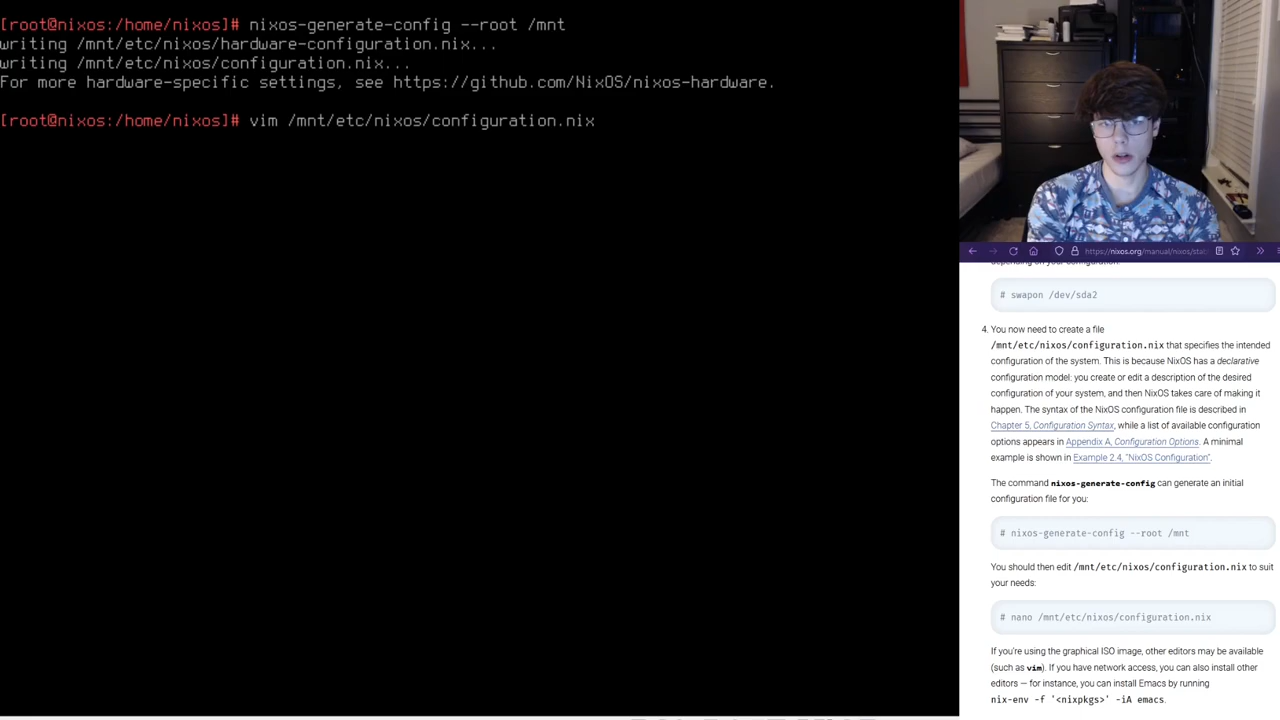 [root@nixos:/home/nixos]# nixos-generate-config --root /mnt
writing /mnt/etc/nixos/hardware-configuration.nix...
writing /mnt/etc/nixos/configuration.nix...
For more hardware-specific settings, see https://github.com/NixOS/nixos-hardware.
[root@nixos:/home/nixos]# vim /mnt/etc/nixos/configuration.nix
https://nixos.org/manual/nixos/stab
depending on your configuration.
# swapon /dev/sda2
4. You now need to create a file
/mnt/etc/nixos/configuration.nix that specifies the intended
configuration of the system. This is because NixOS has a declarative
configuration model: you create or edit a description of the desired
configuration of your system, and then NixOS takes care of making it
happen. The syntax of the NixOS configuration file is described in
Chapter 5, Configuration Syntax, while a list of available configuration
options appears in Appendix A, Configuration Options. A minimal
example is shown in Example 2.4, "NixOS Configuration".
The command nixos-generate-config can generate an initial
configuration file for you:
# nixos-generate-config --root /mnt
You should then edit /mnt/etc/nixos/configuration.nix to suit
your needs:
# nano /mnt/etc/nixos/configuration.nix
If you're using the graphical ISO image, other editors may be available
(such as vim). If you have network access, you can also install other
editors — for instance, you can install Emacs by running
nix-env -f '<nixpkgs>' -iA emacs.